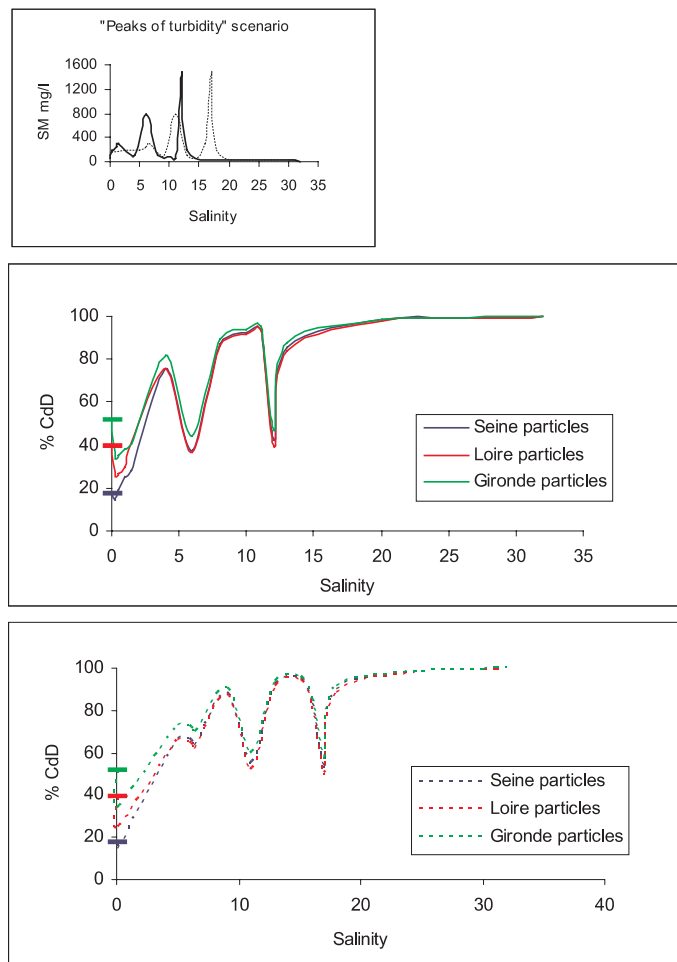 "Peaks of turbidity" scenario
SM mg/l
1600
1200
800
400
0
0 5 10 15 20 25 30 35
Salinity
% CdD
100
80
60
40
20
0
Seine particles
Loire particles
Gironde particles
0 5 10 15 20 25 30 35
Salinity
% CdD
100
80
60
40
20
0
Seine particles
Loire particles
Gironde particles
0 10 20 30 40
Salinity